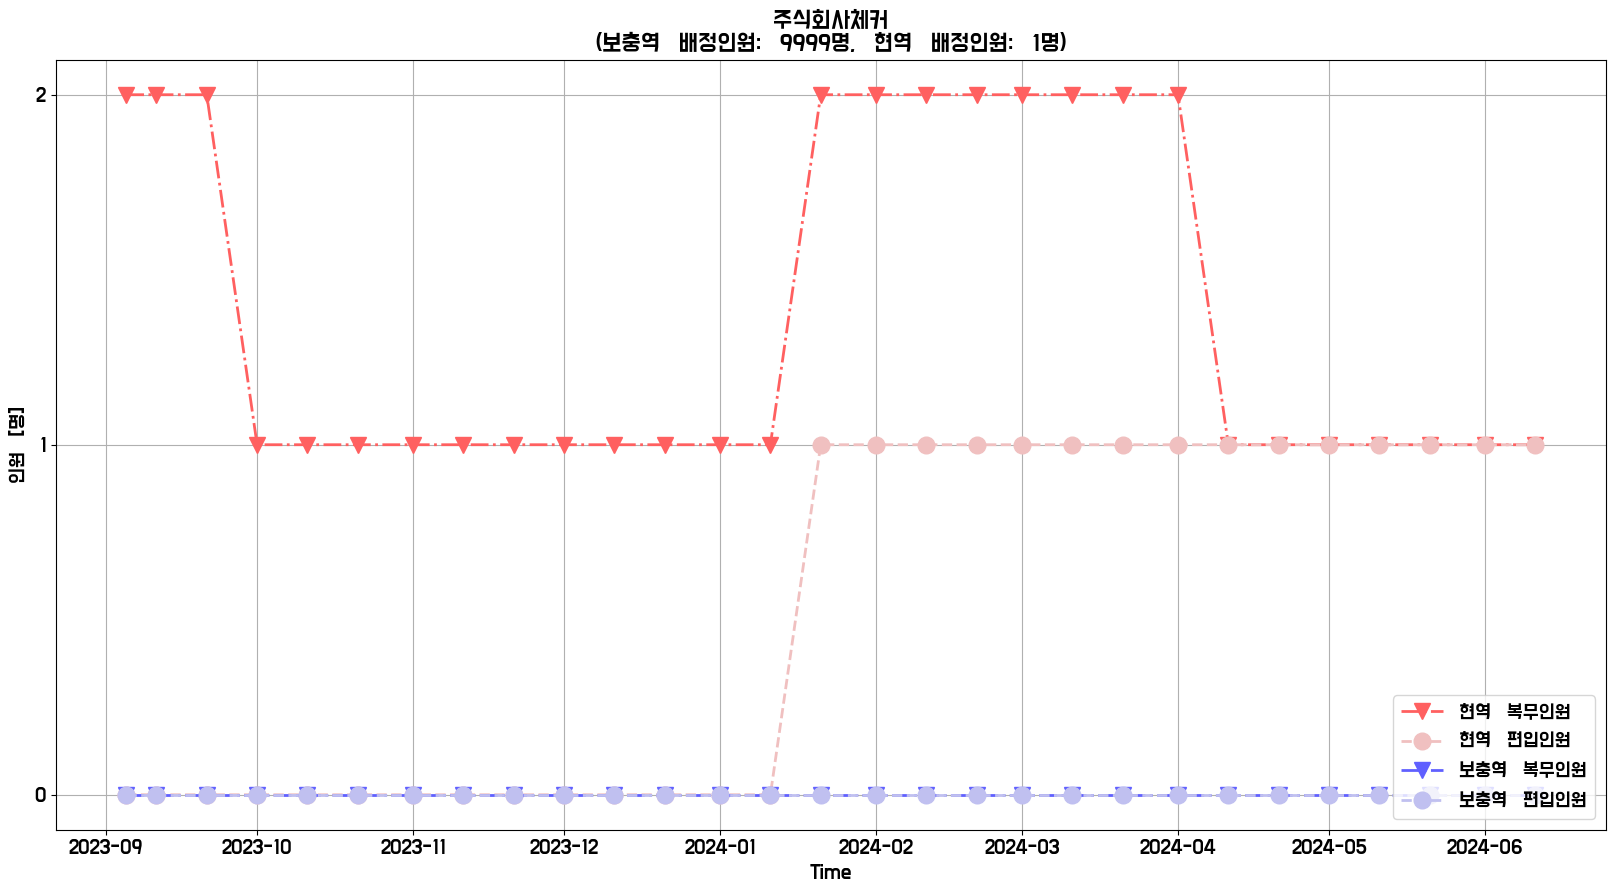 주식회사체커
(보충역 배정인원: 9999명, 현역 배정인원: 1명)
인원 [명]
2
1
0
2023-09 2023-10 2023-11 2023-12 2024-01 2024-02 2024-03 2024-04 2024-05 2024-06
Time
현역 복무인원
현역 편입인원
보충역 복무인원
보충역 편입인원